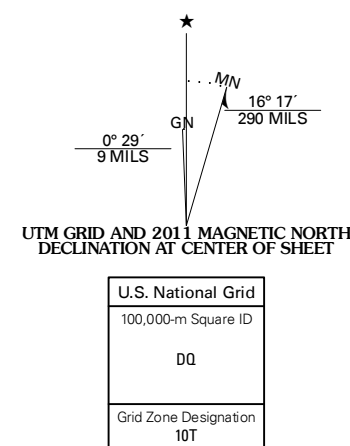 ★
MN
16° 17´
290 MILS
GN
0° 29´
9 MILS
UTM GRID AND 2011 MAGNETIC NORTH
DECLINATION AT CENTER OF SHEET
U.S. National Grid
100,000-m Square ID
DQ
Grid Zone Designation
10T